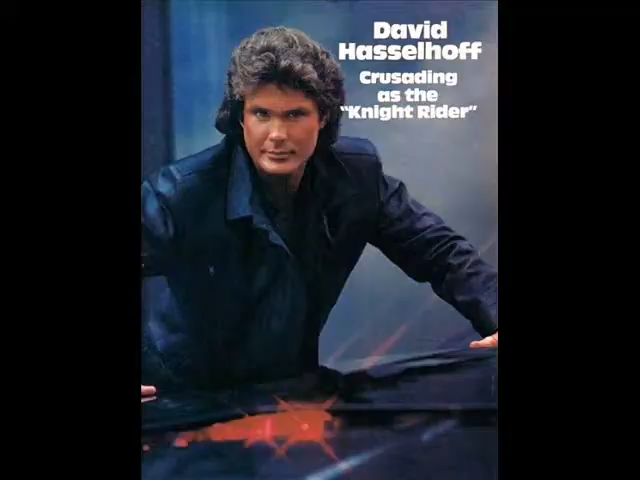 David
Hasselhoff
Crusading
as the
"Knight Rider"